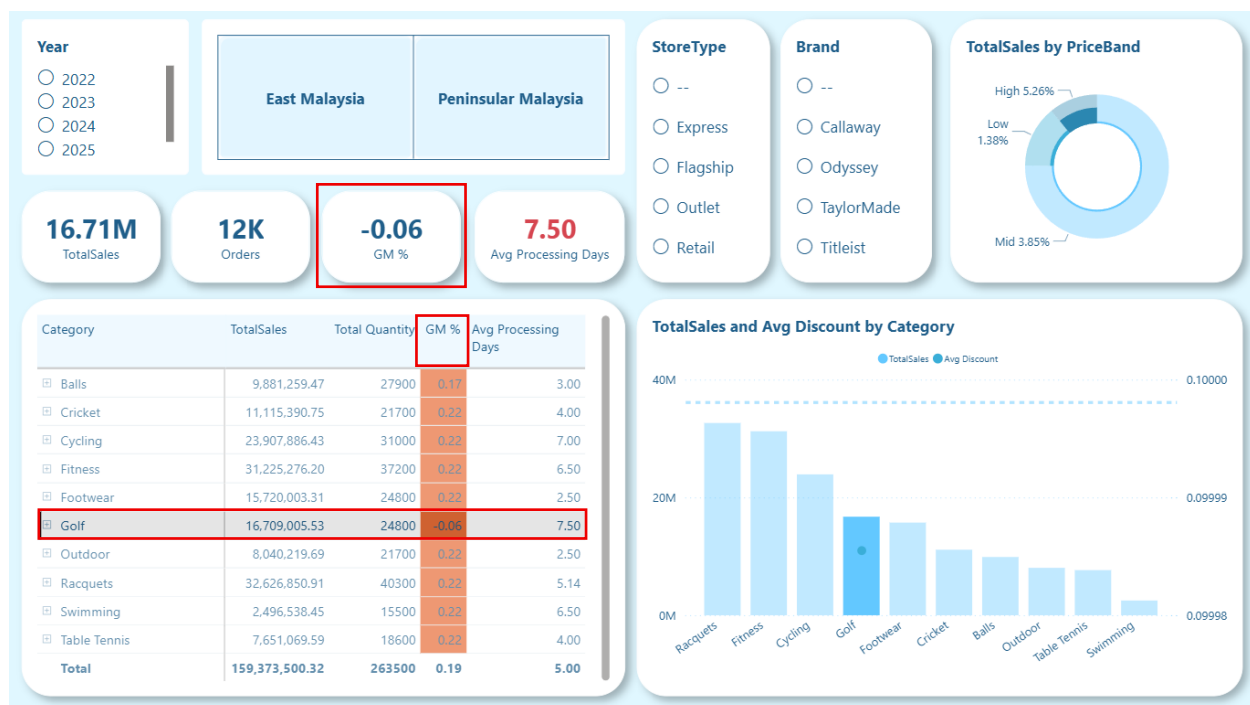 Year
2022
2023
2024
2025
East Malaysia
Peninsular Malaysia
StoreType
--
Express
Flagship
Outlet
Retail
Brand
--
Callaway
Odyssey
TaylorMade
Titleist
TotalSales by PriceBand
High 5.26%
Low
1.38%
Mid 3.85%
16.71M
TotalSales
12K
Orders
-0.06
GM %
7.50
Avg Processing Days
Category TotalSales Total Quantity GM % Avg Processing
Days
Balls 9,881,259.47 27900 0.17 3.00
Cricket 11,115,390.75 21700 0.22 4.00
Cycling 23,907,886.43 31000 0.22 7.00
Fitness 31,225,276.20 37200 0.22 6.50
Footwear 15,720,003.31 24800 0.22 2.50
Golf 16,709,005.53 24800 -0.06 7.50
Outdoor 8,040,219.69 21700 0.22 2.50
Racquets 32,626,850.91 40300 0.22 5.14
Swimming 2,496,538.45 15500 0.22 6.50
Table Tennis 7,651,069.59 18600 0.22 4.00
Total 159,373,500.32 263500 0.19 5.00
TotalSales and Avg Discount by Category
TotalSales Avg Discount
40M 0.10000
20M 0.09999
0M 0.09998
Racquets Fitness Cycling Golf Footwear Cricket Balls Outdoor Table Tennis Swimming